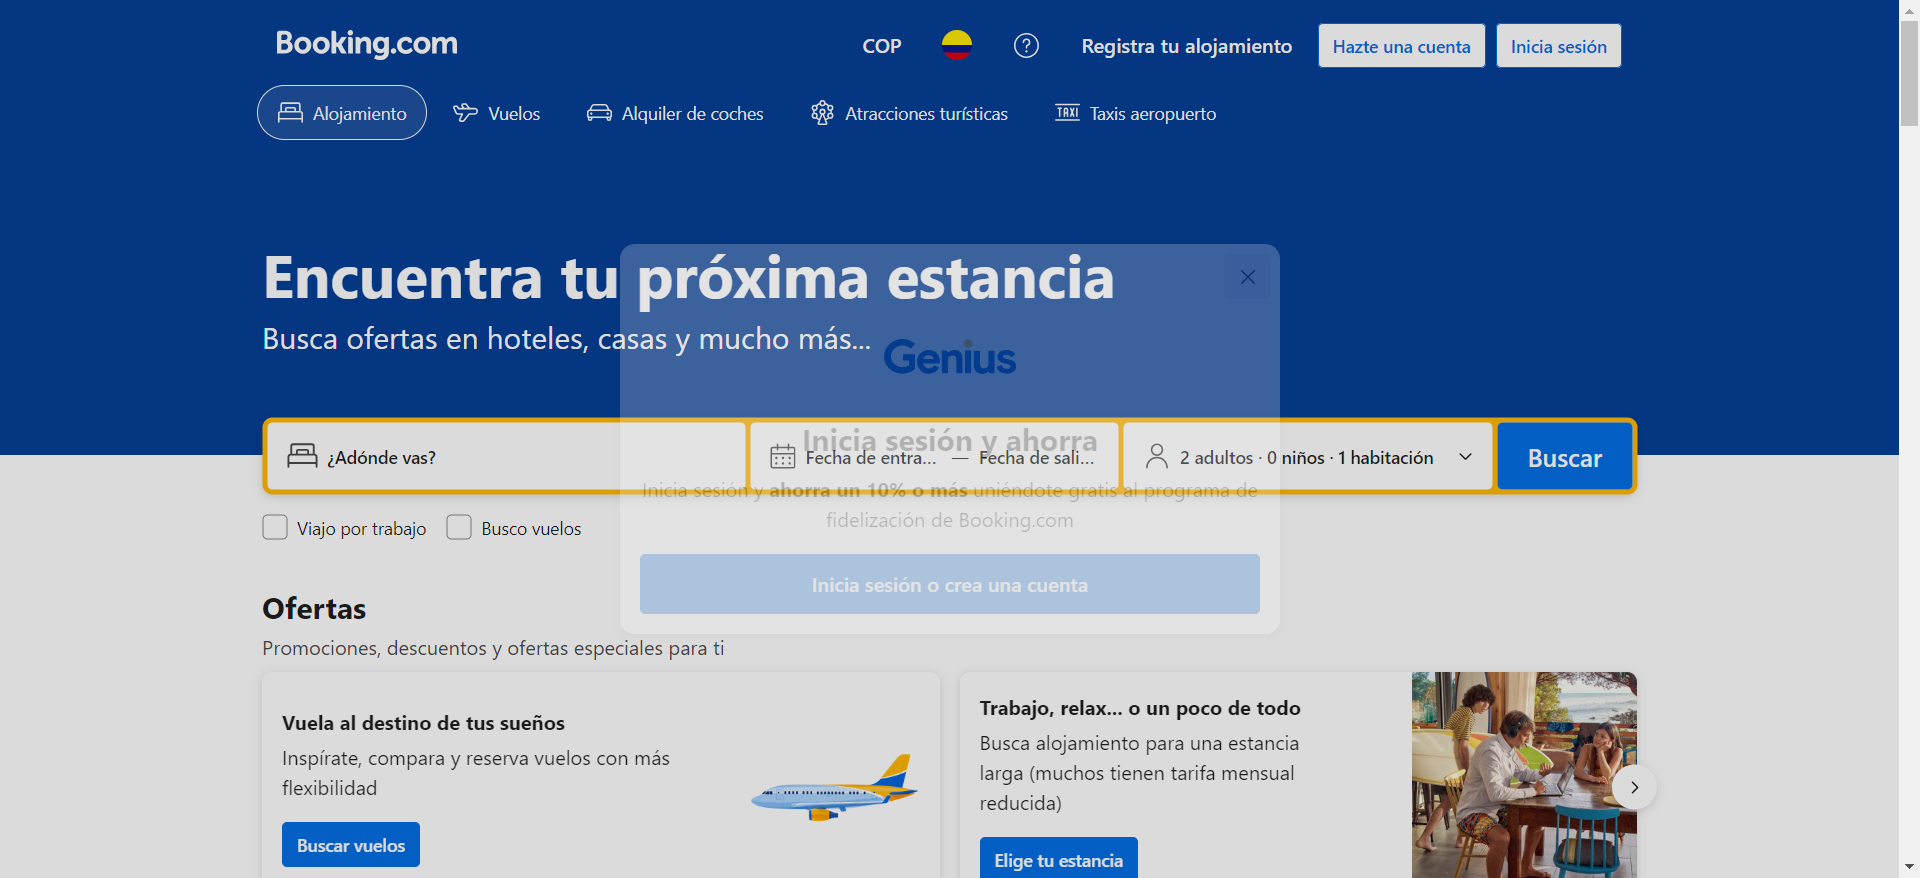 Booking.com
COP
Registra tu alojamiento
Hazte una cuenta
Inicia sesión
Alojamiento
Vuelos
Alquiler de coches
Atracciones turísticas
TAXI
Taxis aeropuerto
Encuentra tu próxima estancia
Busca ofertas en hoteles, casas y mucho más...
Genius
Inicia sesión y ahorra
Inicia sesión y ahorra un 10% o más uniéndote gratis al programa de
fidelización de Booking.com
Inicia sesión o crea una cuenta
¿Adónde vas?
Fecha de entra... — Fecha de sali...
2 adultos · 0 niños · 1 habitación
Buscar
Viajo por trabajo
Busco vuelos
Ofertas
Promociones, descuentos y ofertas especiales para ti
Vuela al destino de tus sueños
Inspírate, compara y reserva vuelos con más
flexibilidad
Buscar vuelos
Trabajo, relax... o un poco de todo
Busca alojamiento para una estancia
larga (muchos tienen tarifa mensual
reducida)
Elige tu estancia